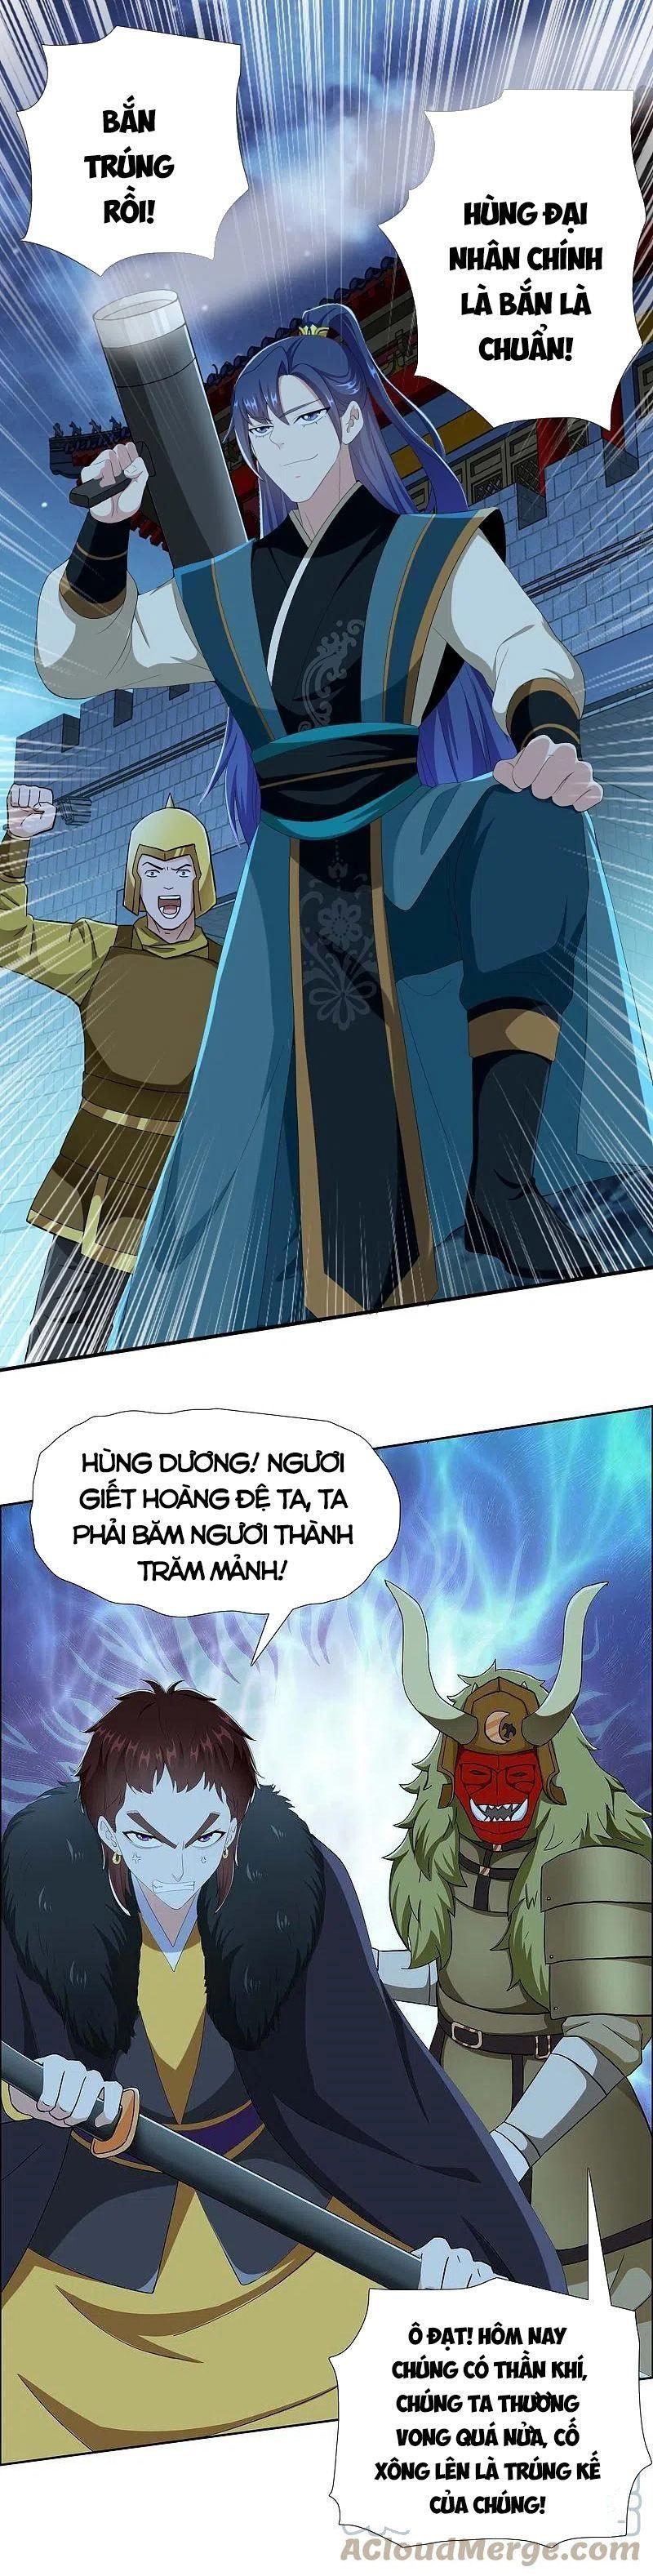 BẮN
TRÚNG
RỒI!
HÙNG ĐẠI
NHÂN CHÍNH
LÀ BẮN LÀ
CHUẨN!
HÙNG DƯƠNG! NGƯƠI
GIẾT HOÀNG ĐỆ TA, TA
PHẢI BĂM NGƯƠI THÀNH
TRĂM MẢNH!
Ô ĐẠT! HÔM NAY
CHÚNG CÓ THẦN KHÍ,
CHÚNG TA THƯƠNG
VONG QUÁ NỬA, CỐ
XÔNG LÊN LÀ TRÚNG KẾ
CỦA CHÚNG!
ACloudMerge.com